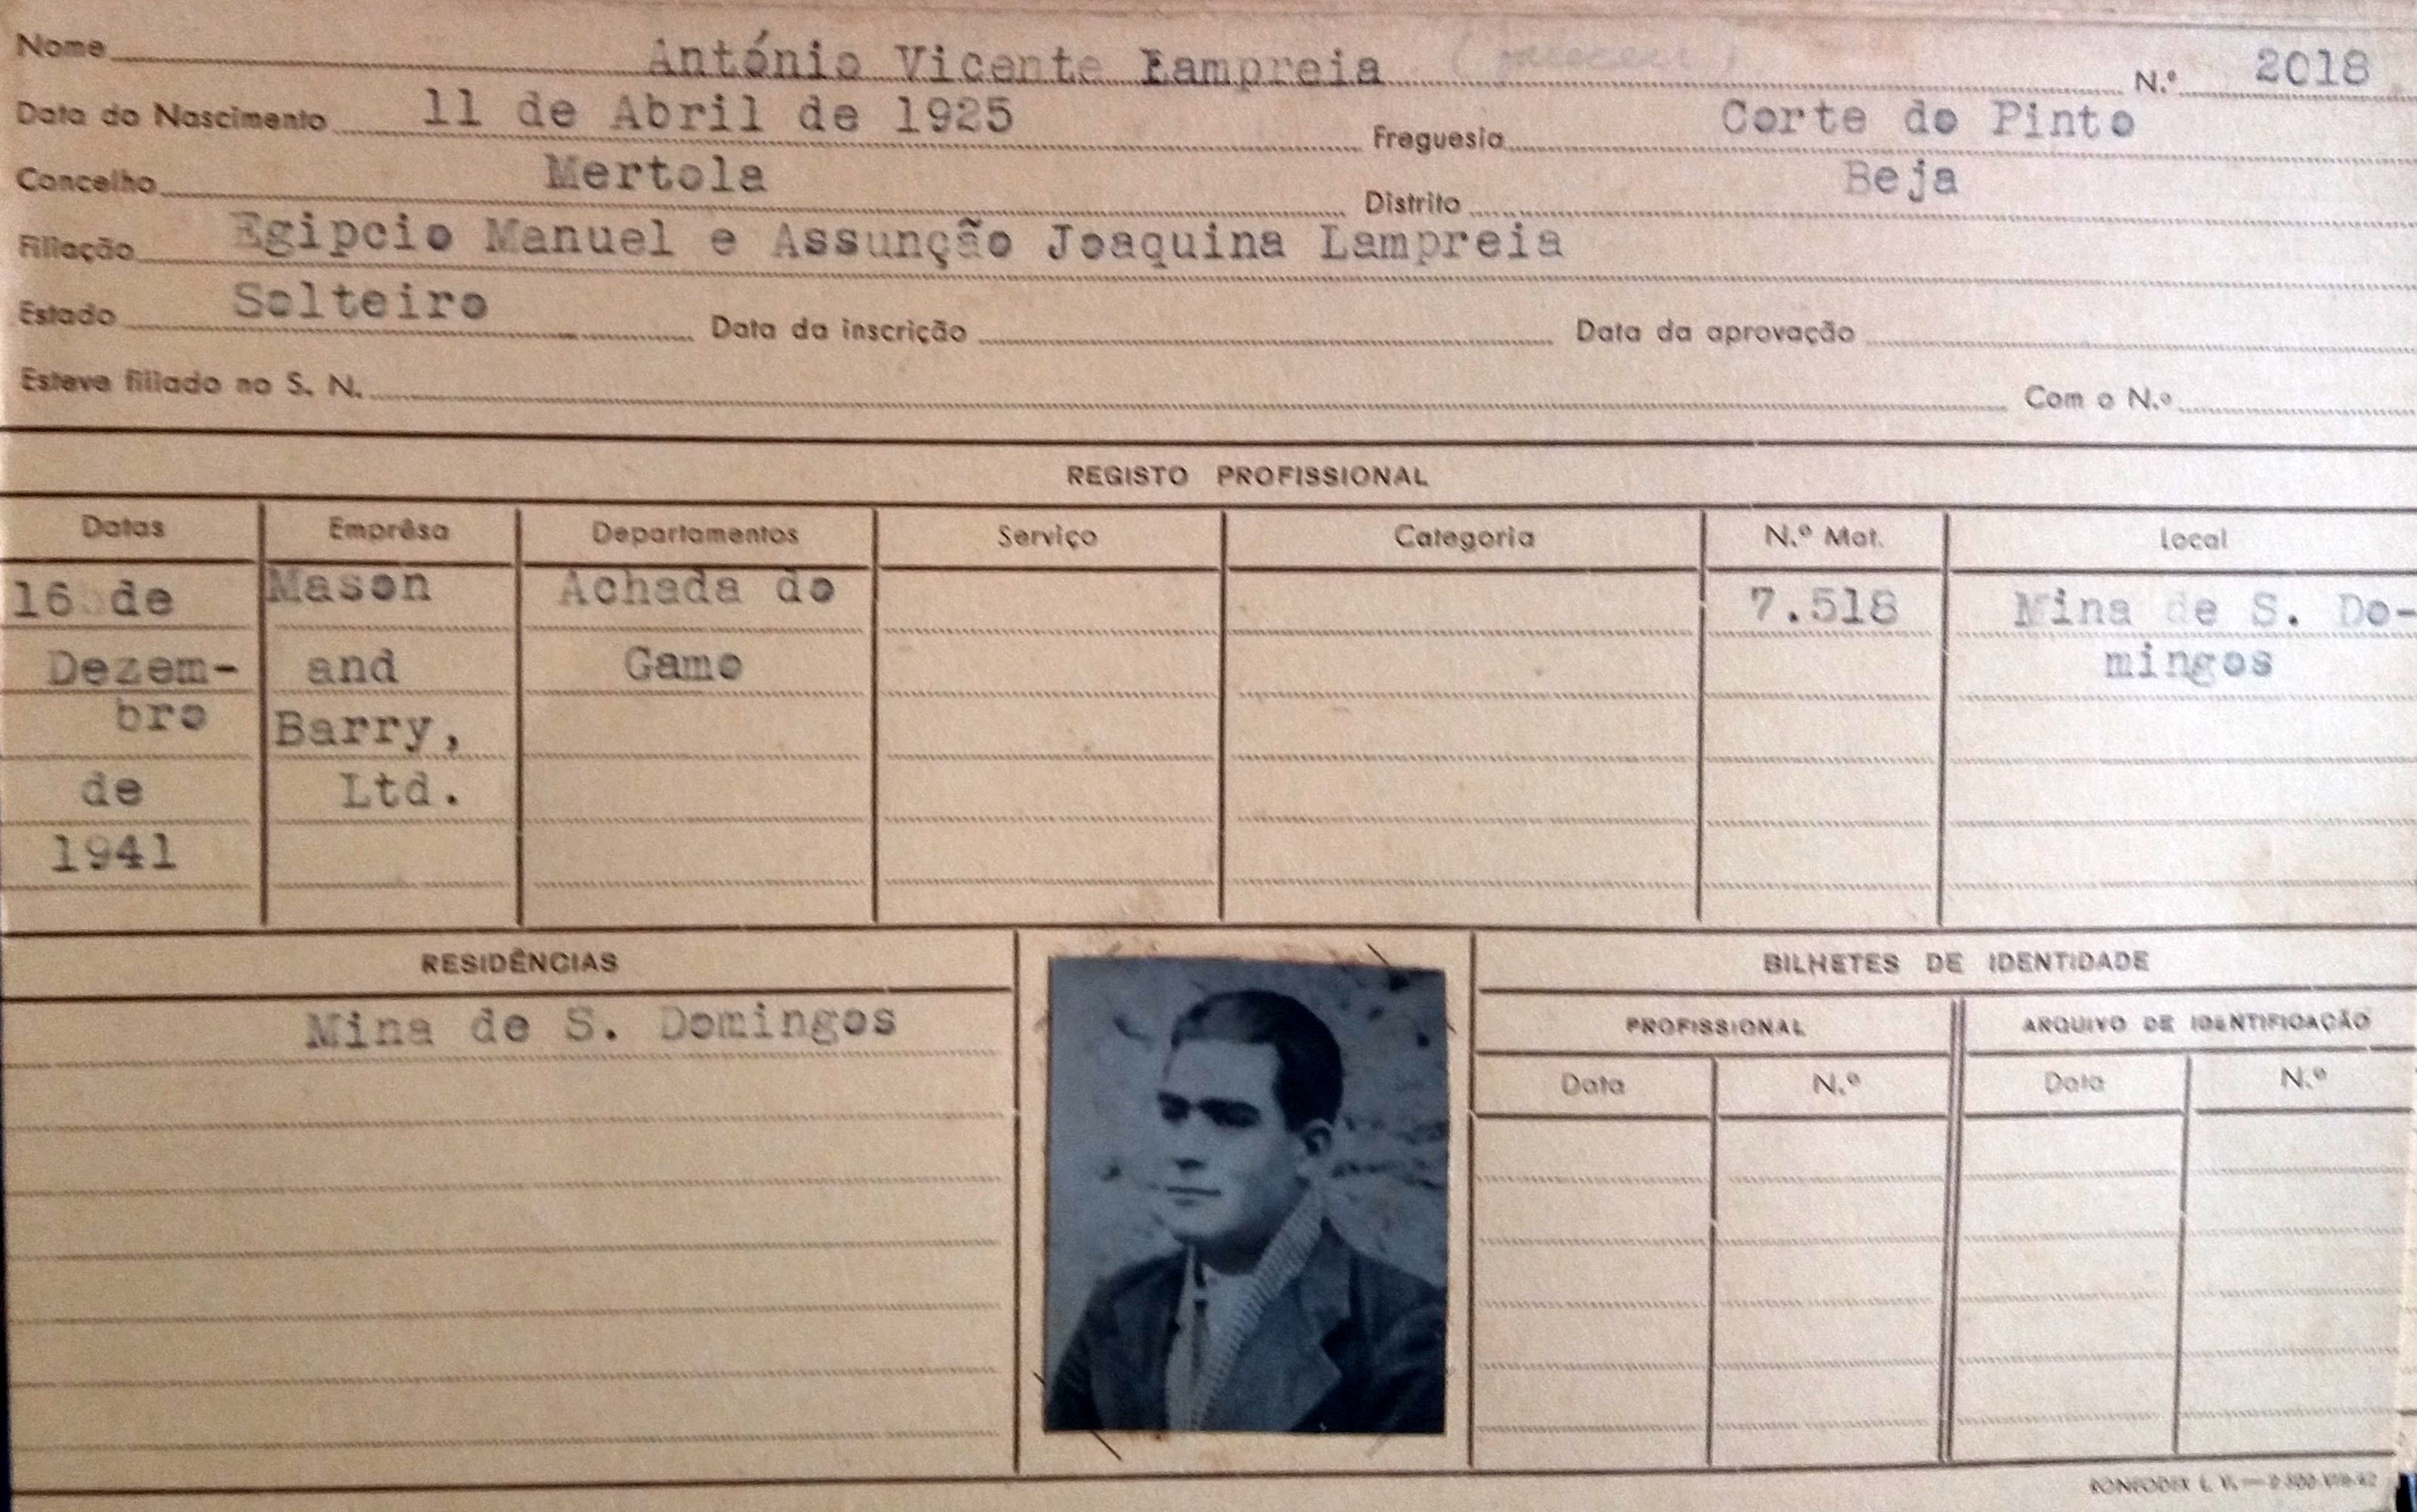 Nome António Vicente Lampreia N.º 2018
Data do Nascimento 11 de Abril de 1925 Freguesia Corte do Pinto
Concelho Mertola Distrito Beja
Filiação Egipcio Manuel e Assunção Joaquina Lampreia
Estado Solteiro Data da inscrição Data da aprovação
Esteve filiado no S. N. Com o N.º
REGISTO PROFISSIONAL
Datas Emprêsa Departamentos Serviço Categoria N.º Mat. Local
16 de Mason Achada do 7.518 Mina de S. Do-
Dezem- and Gamo mingos
bro Barry,
de Ltd.
1941
RESIDÊNCIAS BILHETES DE IDENTIDADE
Mina de S. Domingos PROFISSIONAL ARQUIVO DE IDENTIFICAÇÃO
Data N.º Data N.º